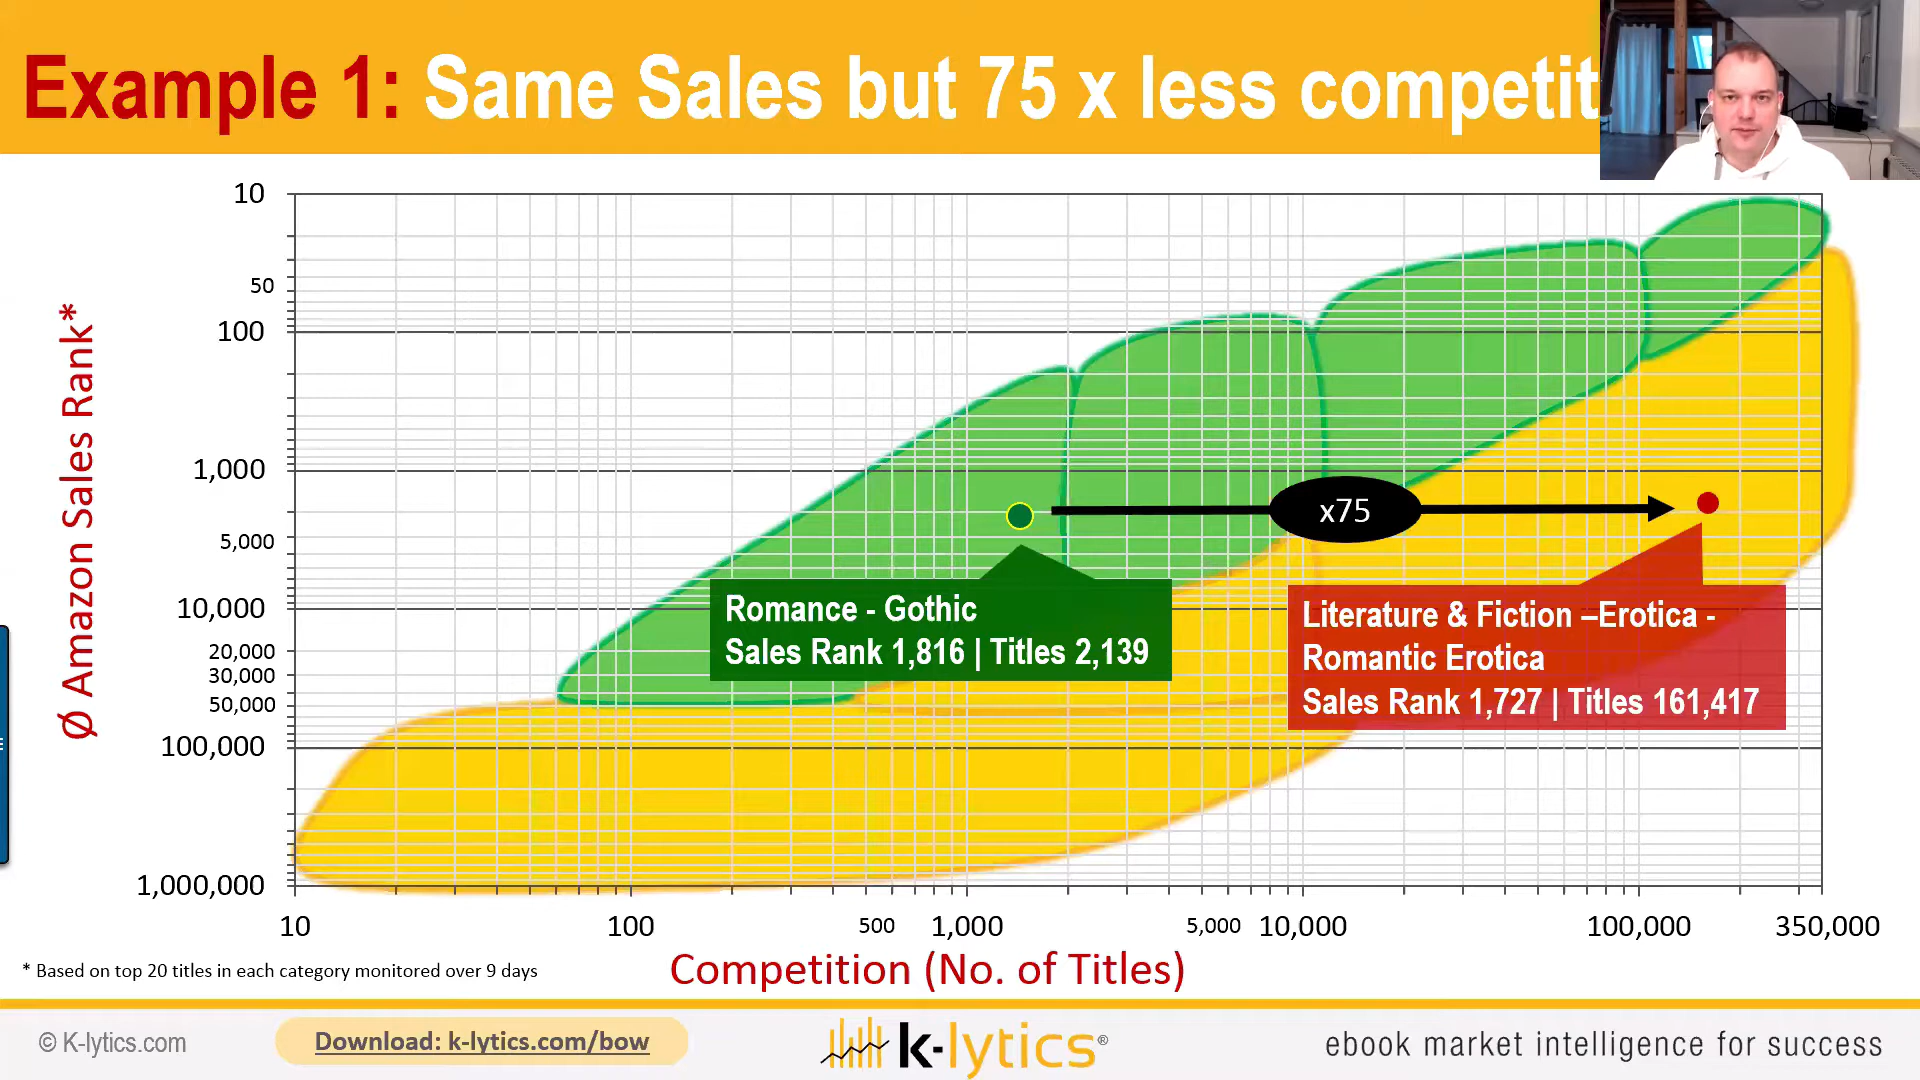 Example 1: Same Sales but 75 x less competit
10
50
100
1,000
5,000
10,000
20,000
30,000
50,000
100,000
1,000,000
Ø Amazon Sales Rank*
x75
Romance - Gothic
Sales Rank 1,816 | Titles 2,139
Literature & Fiction –Erotica -
Romantic Erotica
Sales Rank 1,727 | Titles 161,417
10 100 500 1,000 5,000 10,000 100,000 350,000
Competition (No. of Titles)
* Based on top 20 titles in each category monitored over 9 days
© K-lytics.com
Download: k-lytics.com/bow
k-lytics®
ebook market intelligence for success